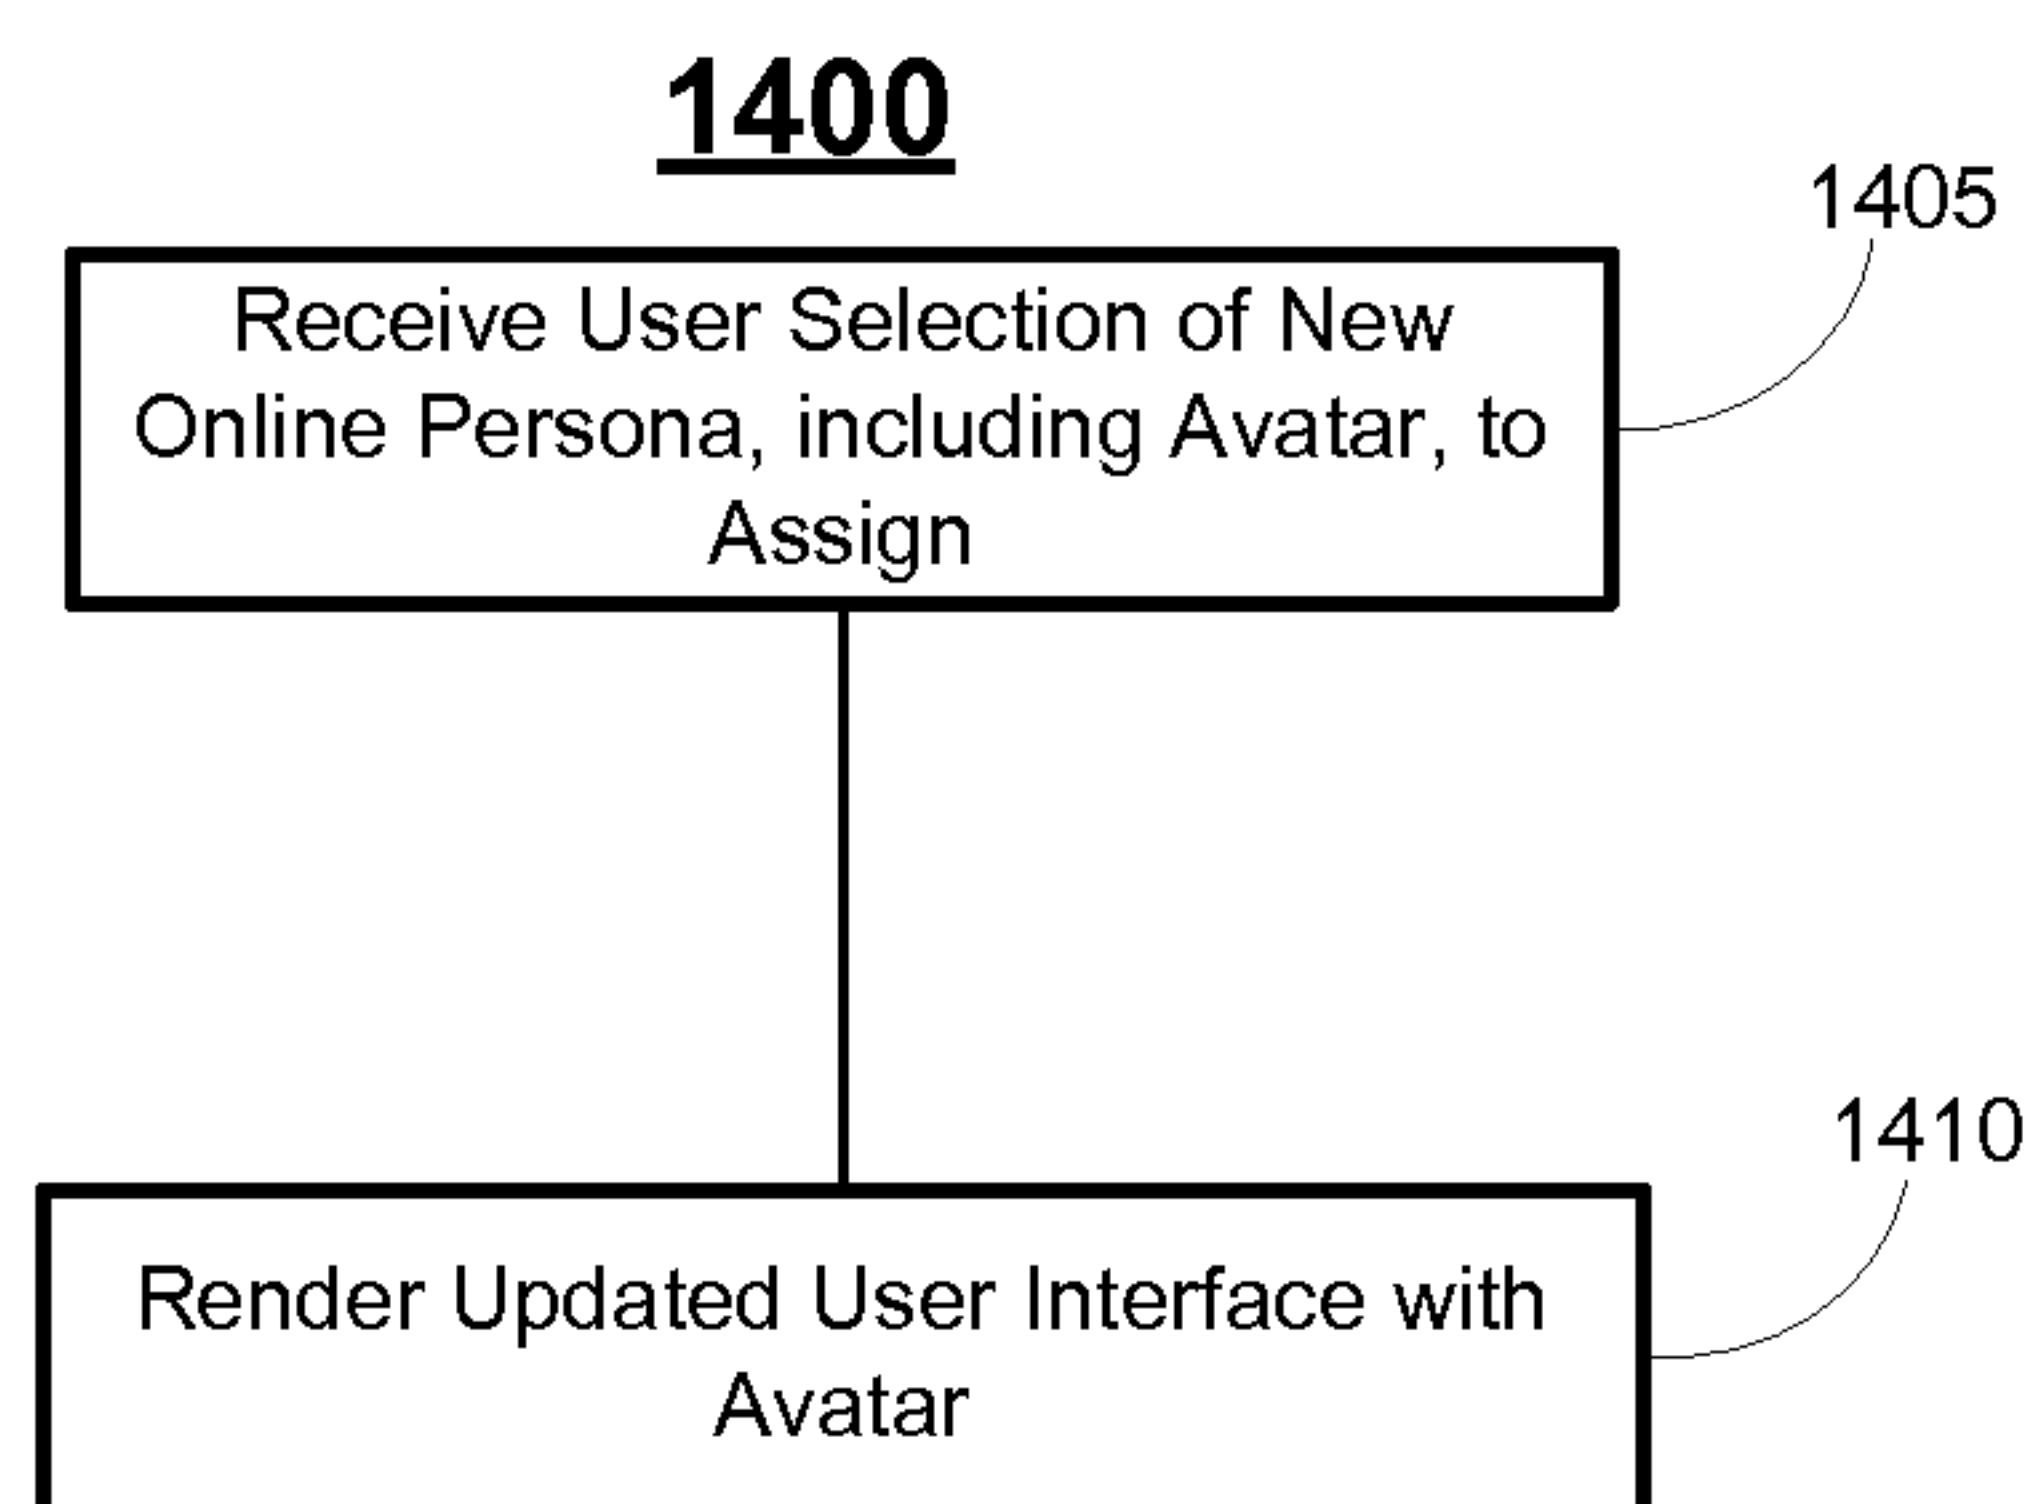 1400
1405
Receive User Selection of New
Online Persona, including Avatar, to
Assign
1410
Render Updated User Interface with
Avatar